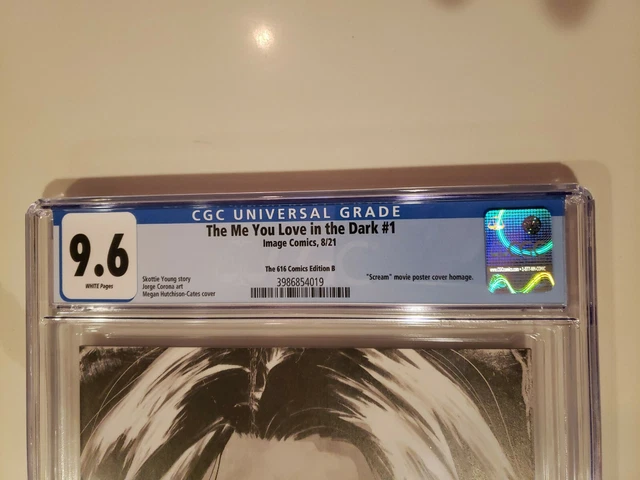 CGC UNIVERSAL GRADE
9.6
WHITE Pages
The Me You Love in the Dark #1
Image Comics, 8/21
The 616 Comics Edition B
3986854019
Skottie Young story
Jorge Corona art
Megan Hutchison-Cates cover
"Scream" movie poster cover homage.